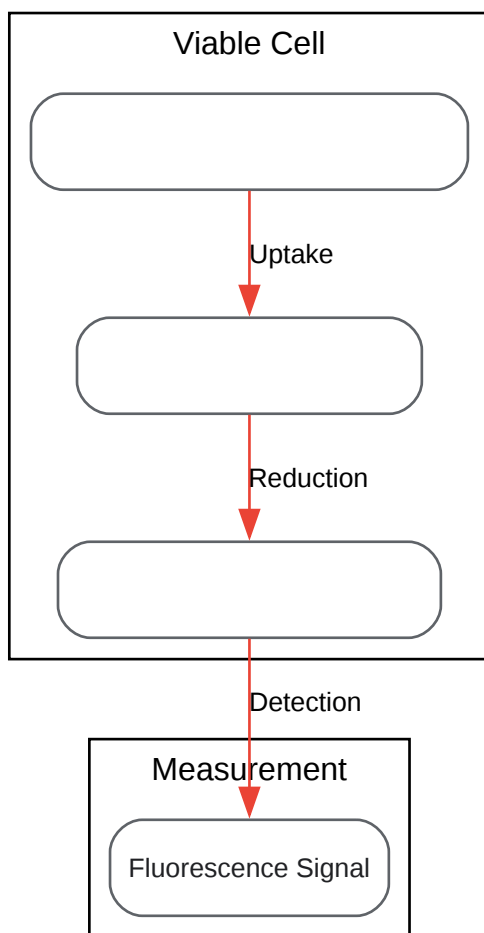 Viable Cell
Uptake
Reduction
Detection
Measurement
Fluorescence Signal